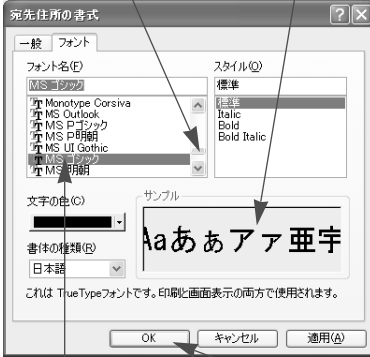 宛先住所の書式
一般 フォント
フォント名(F) スタイル(O)
MS ゴシック 標準
Monotype Corsiva 標準
MS Outlook Italic
MS Pゴシック Bold
MS P明朝 Bold Italic
MS UI Gothic
MS ゴシック
MS 明朝
文字の色(C) サンプル
Aaあぁアァ亜宇
書体の種類(R)
日本語
これは TrueTypeフォントです。印刷と画面表示の両方で使用されます。
OK キャンセル 適用(A)